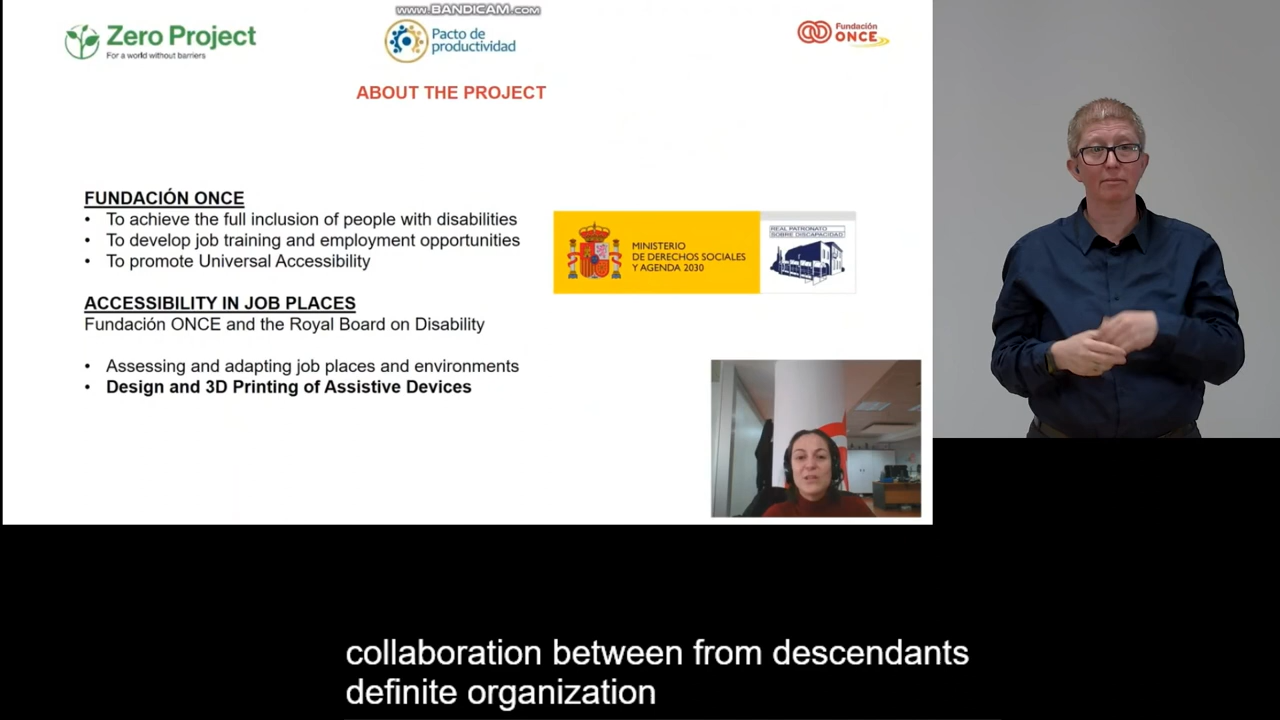 WWW.BANDICAM.COM
Zero Project
For a world without barriers
Pacto de
productividad
Fundación
ONCE
ABOUT THE PROJECT
FUNDACIÓN ONCE
• To achieve the full inclusion of people with disabilities
• To develop job training and employment opportunities
• To promote Universal Accessibility
MINISTERIO
DE DERECHOS SOCIALES
Y AGENDA 2030
REAL PATRONATO
SOBRE DISCAPACIDAD
ACCESSIBILITY IN JOB PLACES
Fundación ONCE and the Royal Board on Disability
• Assessing and adapting job places and environments
• Design and 3D Printing of Assistive Devices
collaboration between from descendants
definite organization